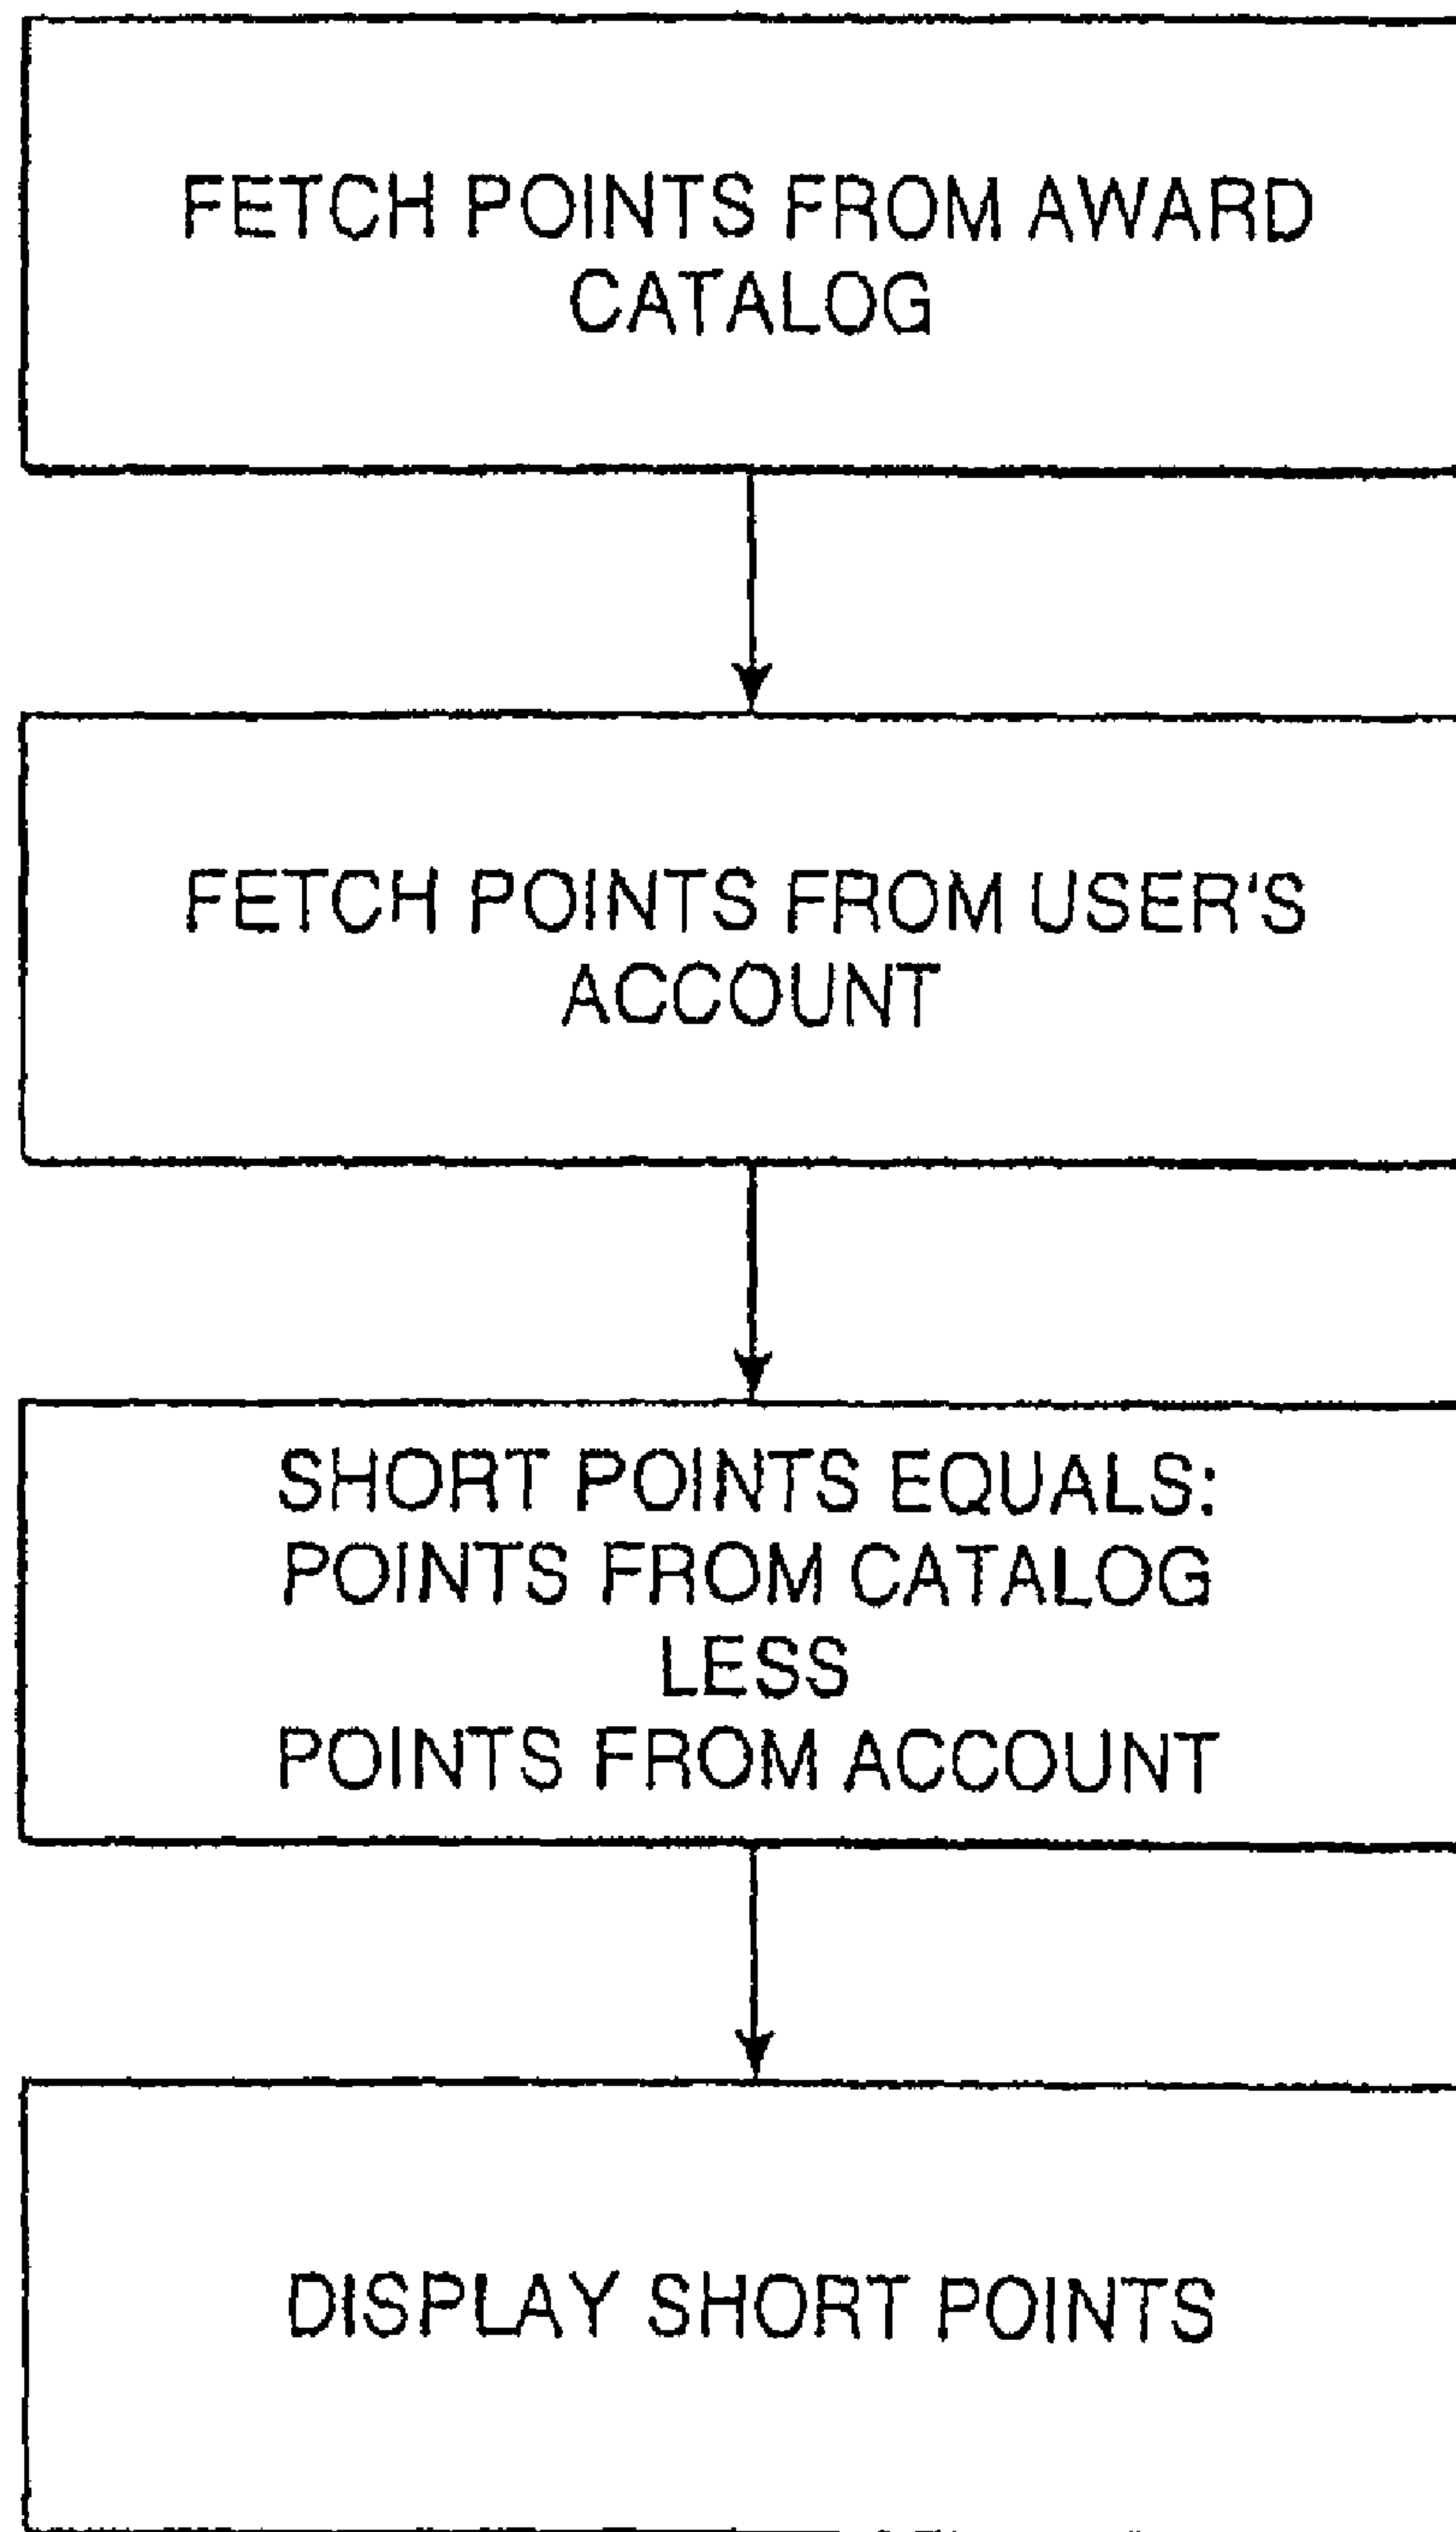 FETCH POINTS FROM AWARD
CATALOG
FETCH POINTS FROM USER'S
ACCOUNT
SHORT POINTS EQUALS:
POINTS FROM CATALOG
LESS
POINTS FROM ACCOUNT
DISPLAY SHORT POINTS